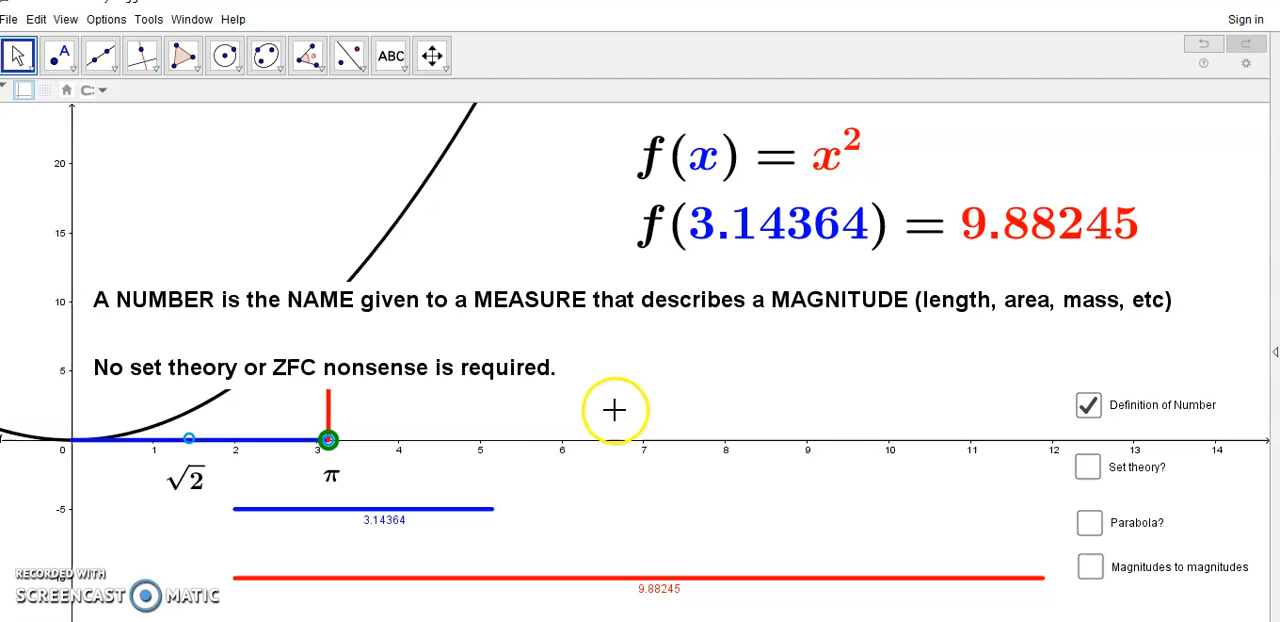 File Edit View Options Tools Window Help
Sign in
A
ABC
20
15
10
5
0 1 2 3 4 5 6 7 8 9 10 11 12 13 14
-5
f(x) = x²
f(3.14364) = 9.88245
A NUMBER is the NAME given to a MEASURE that describes a MAGNITUDE (length, area, mass, etc)
No set theory or ZFC nonsense is required.
√2
π
3.14364
9.88245
Definition of Number
Set theory?
Parabola?
Magnitudes to magnitudes
RECORDED WITH
SCREENCAST MATIC